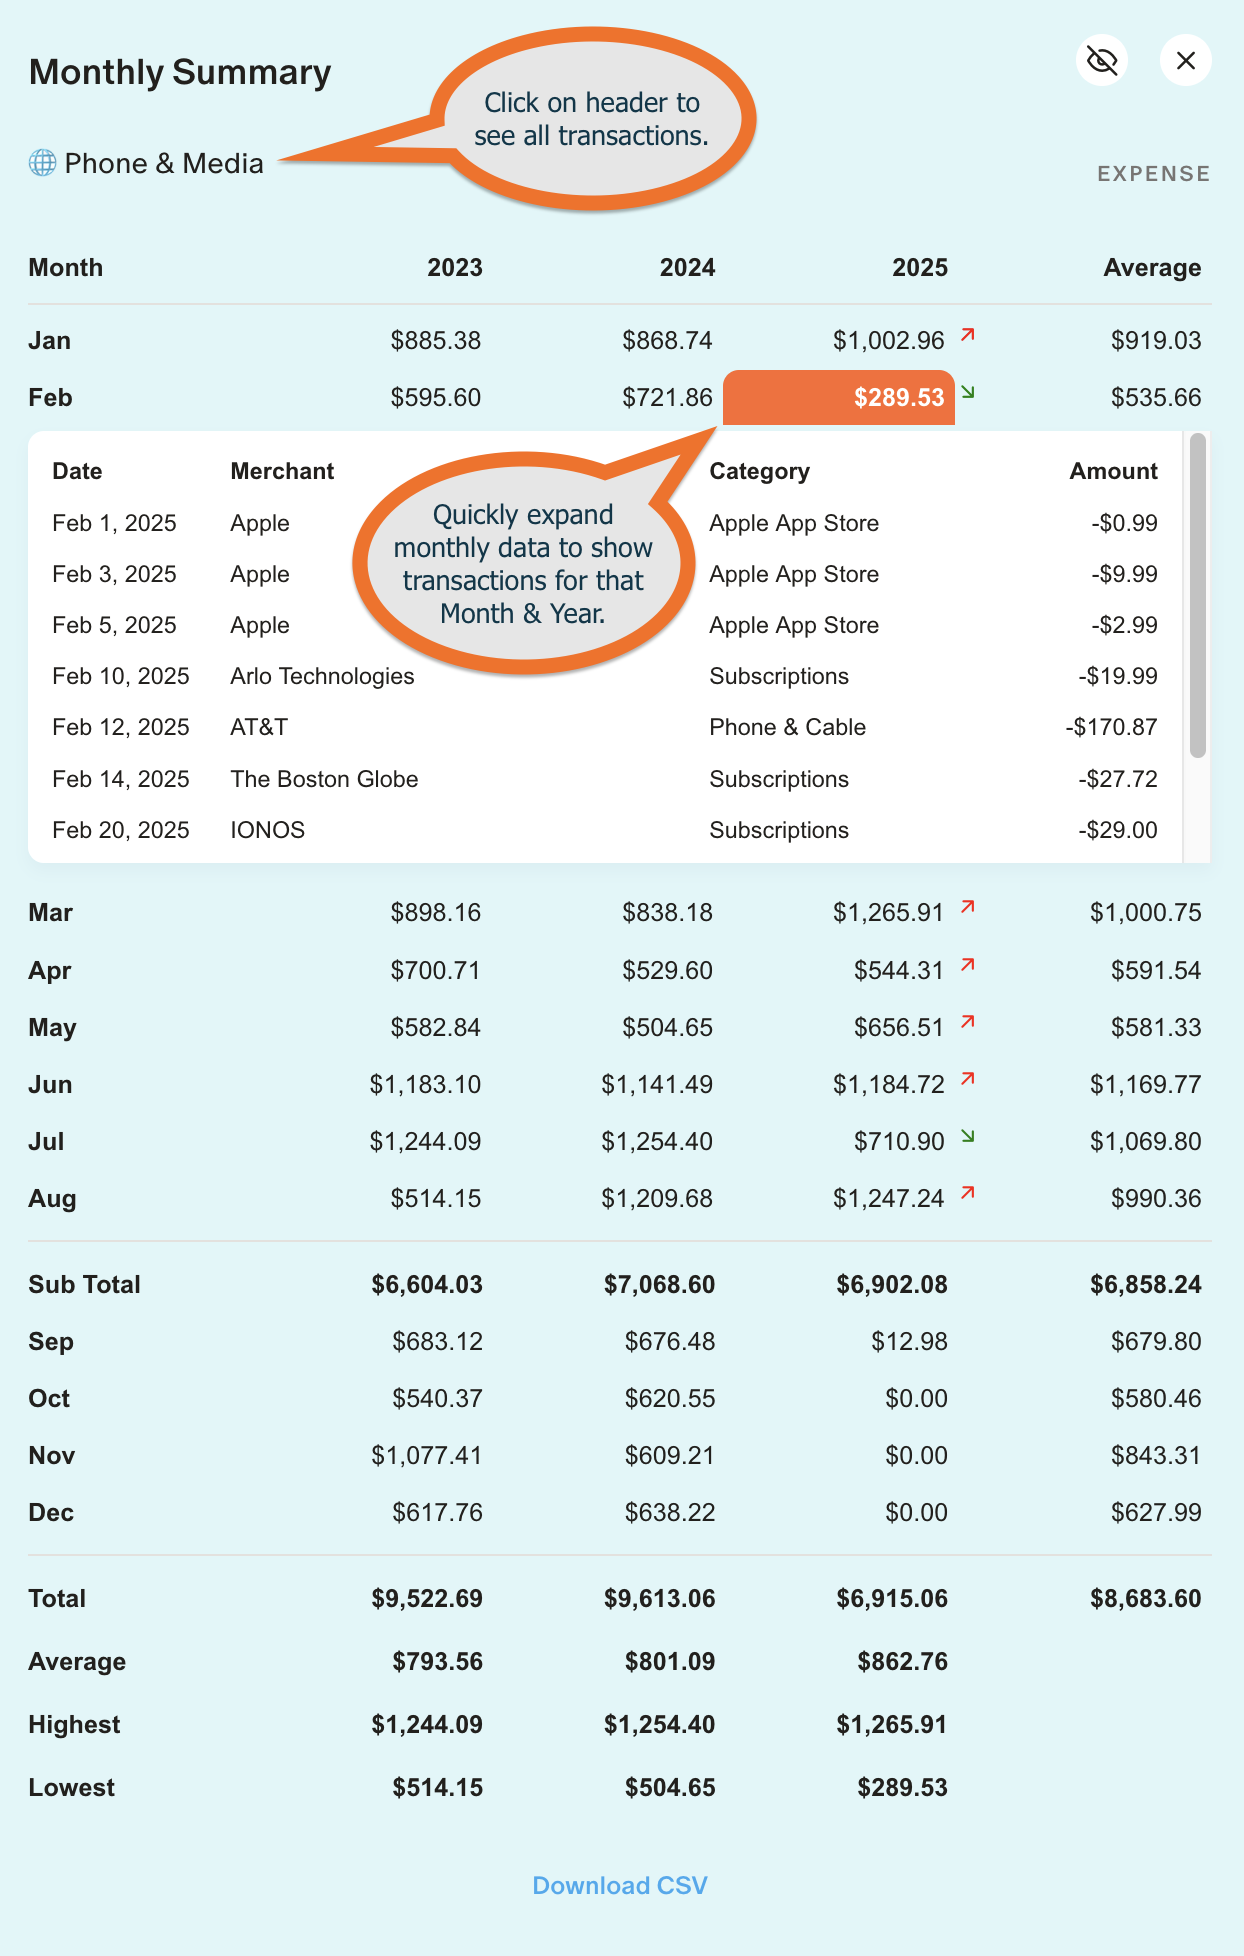 Monthly Summary
Click on header to
see all transactions.
Phone & Media
EXPENSE
Month 2023 2024 2025 Average
Jan $885.38 $868.74 $1,002.96 $919.03
Feb $595.60 $721.86 $289.53 $535.66
Date Merchant Category Amount
Feb 1, 2025 Apple Apple App Store -$0.99
Feb 3, 2025 Apple Apple App Store -$9.99
Feb 5, 2025 Apple Apple App Store -$2.99
Feb 10, 2025 Arlo Technologies Subscriptions -$19.99
Feb 12, 2025 AT&T Phone & Cable -$170.87
Feb 14, 2025 The Boston Globe Subscriptions -$27.72
Feb 20, 2025 IONOS Subscriptions -$29.00
Quickly expand
monthly data to show
transactions for that
Month & Year.
Mar $898.16 $838.18 $1,265.91 $1,000.75
Apr $700.71 $529.60 $544.31 $591.54
May $582.84 $504.65 $656.51 $581.33
Jun $1,183.10 $1,141.49 $1,184.72 $1,169.77
Jul $1,244.09 $1,254.40 $710.90 $1,069.80
Aug $514.15 $1,209.68 $1,247.24 $990.36
Sub Total $6,604.03 $7,068.60 $6,902.08 $6,858.24
Sep $683.12 $676.48 $12.98 $679.80
Oct $540.37 $620.55 $0.00 $580.46
Nov $1,077.41 $609.21 $0.00 $843.31
Dec $617.76 $638.22 $0.00 $627.99
Total $9,522.69 $9,613.06 $6,915.06 $8,683.60
Average $793.56 $801.09 $862.76
Highest $1,244.09 $1,254.40 $1,265.91
Lowest $514.15 $504.65 $289.53
Download CSV